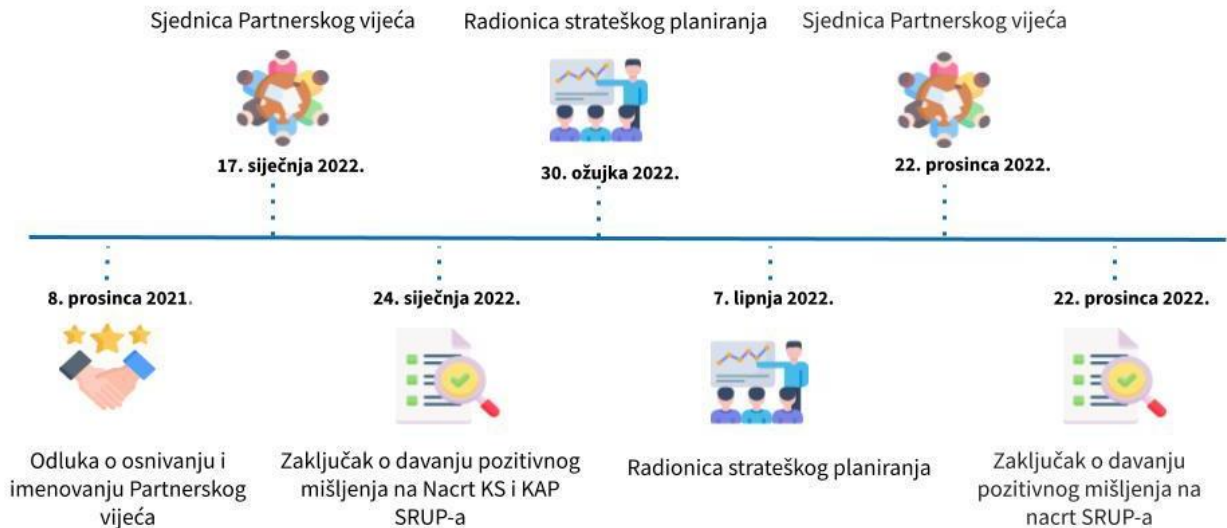 Sjednica Partnerskog vijeća
17. siječnja 2022.
Radionica strateškog planiranja
30. ožujka 2022.
Sjednica Partnerskog vijeća
22. prosinca 2022.
8. prosinca 2021.
Odluka o osnivanju i
imenovanju Partnerskog
vijeća
24. siječnja 2022.
Zaključak o davanju pozitivnog
mišljenja na Nacrt KS i KAP
SRUP-a
7. lipnja 2022.
Radionica strateškog planiranja
22. prosinca 2022.
Zaključak o davanju
pozitivnog mišljenja na
nacrt SRUP-a